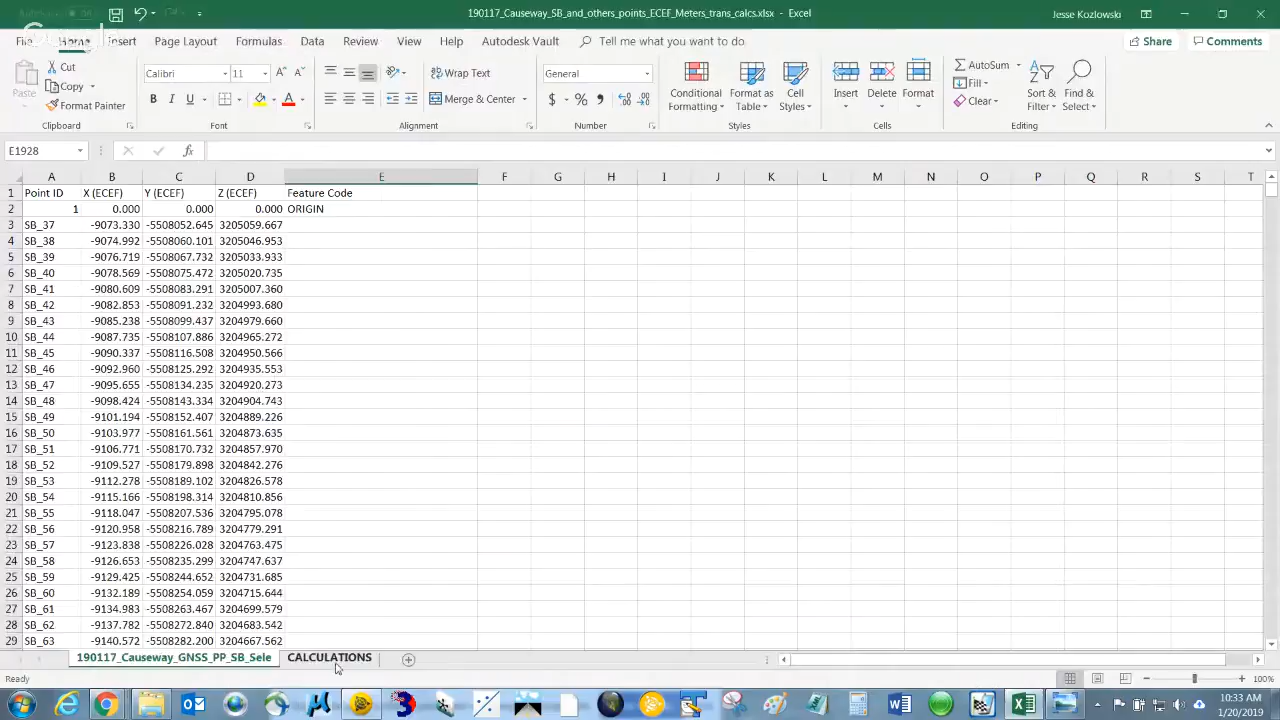 190117_Causeway_SB_and_others_points_ECEF_Meters_trans_calcs.xlsx - Excel
Jesse Kozlowski
Insert Page Layout Formulas Data Review View Help Autodesk Vault Tell me what you want to do
Share Comments
Paste Cut Copy Format Painter Clipboard
Calibri 11 B I U Font
Wrap Text Merge & Center Alignment
General $ % , Number
Conditional Formatting Format as Table Cell Styles Styles
Insert Delete Format Cells
AutoSum Fill Clear Sort & Filter Find & Select Editing
E1928 fx
A B C D E F G H I J K L M N O P Q R S T
1 Point ID X (ECEF) Y (ECEF) Z (ECEF) Feature Code
2 1 0.000 0.000 0.000 ORIGIN
3 SB_37 -9073.330 -5508052.645 3205059.667
4 SB_38 -9074.992 -5508060.101 3205046.953
5 SB_39 -9076.719 -5508067.732 3205033.933
6 SB_40 -9078.569 -5508075.472 3205020.735
7 SB_41 -9080.609 -5508083.291 3205007.360
8 SB_42 -9082.853 -5508091.232 3204993.680
9 SB_43 -9085.238 -5508099.437 3204979.660
10 SB_44 -9087.735 -5508107.886 3204965.272
11 SB_45 -9090.337 -5508116.508 3204950.566
12 SB_46 -9092.960 -5508125.292 3204935.553
13 SB_47 -9095.655 -5508134.235 3204920.273
14 SB_48 -9098.424 -5508143.334 3204904.743
15 SB_49 -9101.194 -5508152.407 3204889.226
16 SB_50 -9103.977 -5508161.561 3204873.635
17 SB_51 -9106.771 -5508170.732 3204857.970
18 SB_52 -9109.527 -5508179.898 3204842.276
19 SB_53 -9112.278 -5508189.102 3204826.578
20 SB_54 -9115.166 -5508198.314 3204810.856
21 SB_55 -9118.047 -5508207.536 3204795.078
22 SB_56 -9120.958 -5508216.789 3204779.291
23 SB_57 -9123.838 -5508226.028 3204763.475
24 SB_58 -9126.653 -5508235.299 3204747.637
25 SB_59 -9129.425 -5508244.652 3204731.685
26 SB_60 -9132.189 -5508254.059 3204715.644
27 SB_61 -9134.983 -5508263.467 3204699.579
28 SB_62 -9137.782 -5508272.840 3204683.542
29 SB_63 -9140.572 -5508282.200 3204667.562
190117_Causeway_GNSS_PP_SB_Sele CALCULATIONS
Ready 100%
10:33 AM
1/20/2019